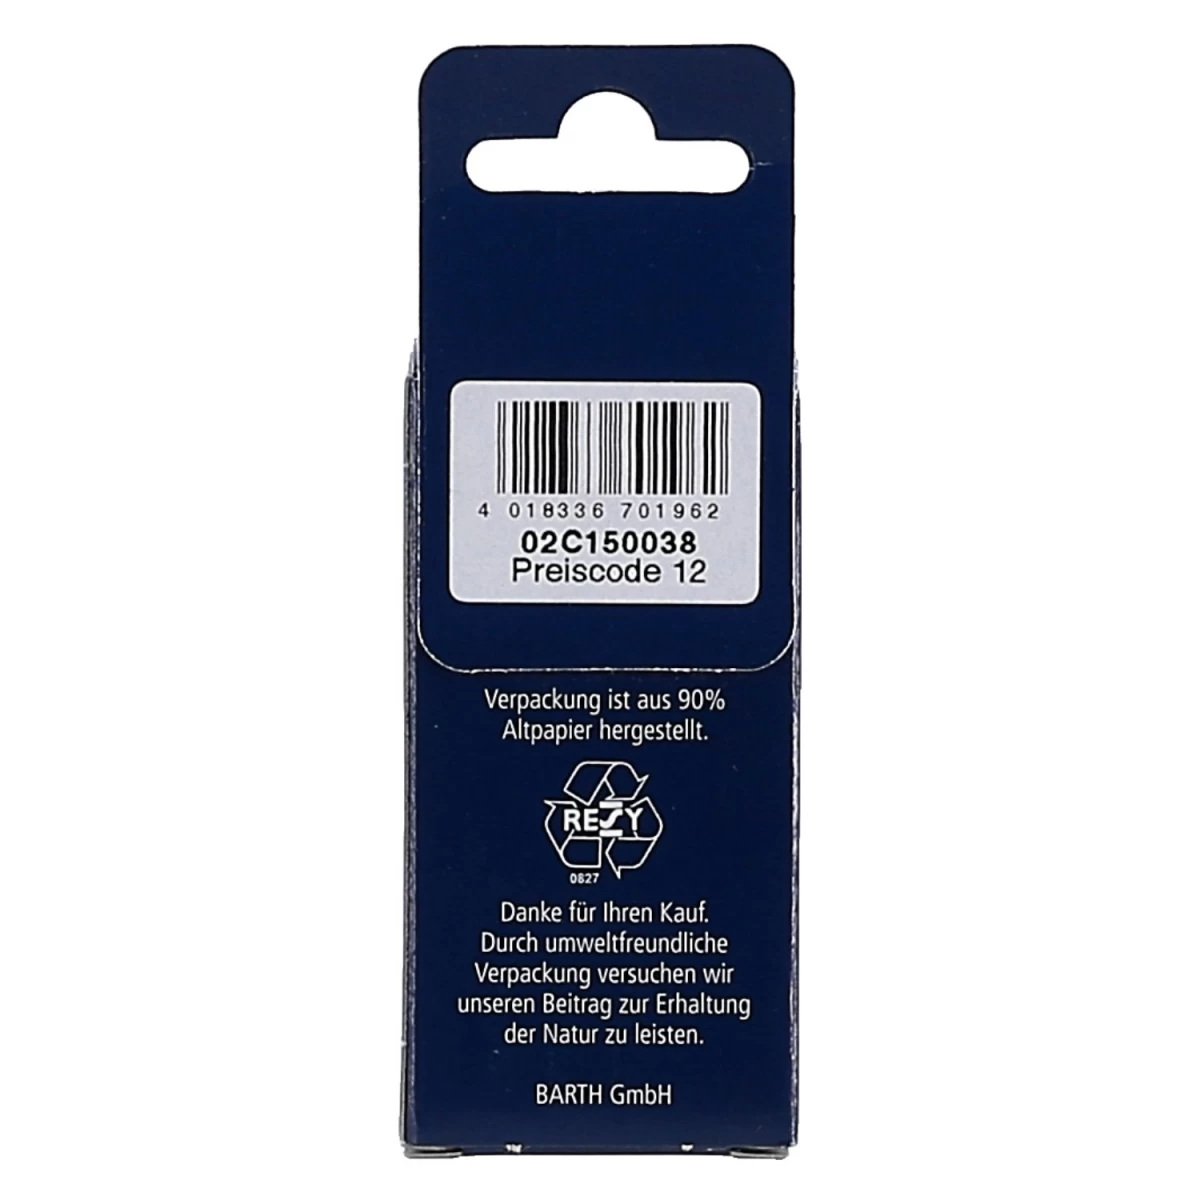 4 018336 701962
02C150038
Preiscode 12
Verpackung ist aus 90%
Altpapier hergestellt.
RESY
0827
Danke für Ihren Kauf.
Durch umweltfreundliche
Verpackung versuchen wir
unseren Beitrag zur Erhaltung
der Natur zu leisten.
BARTH GmbH